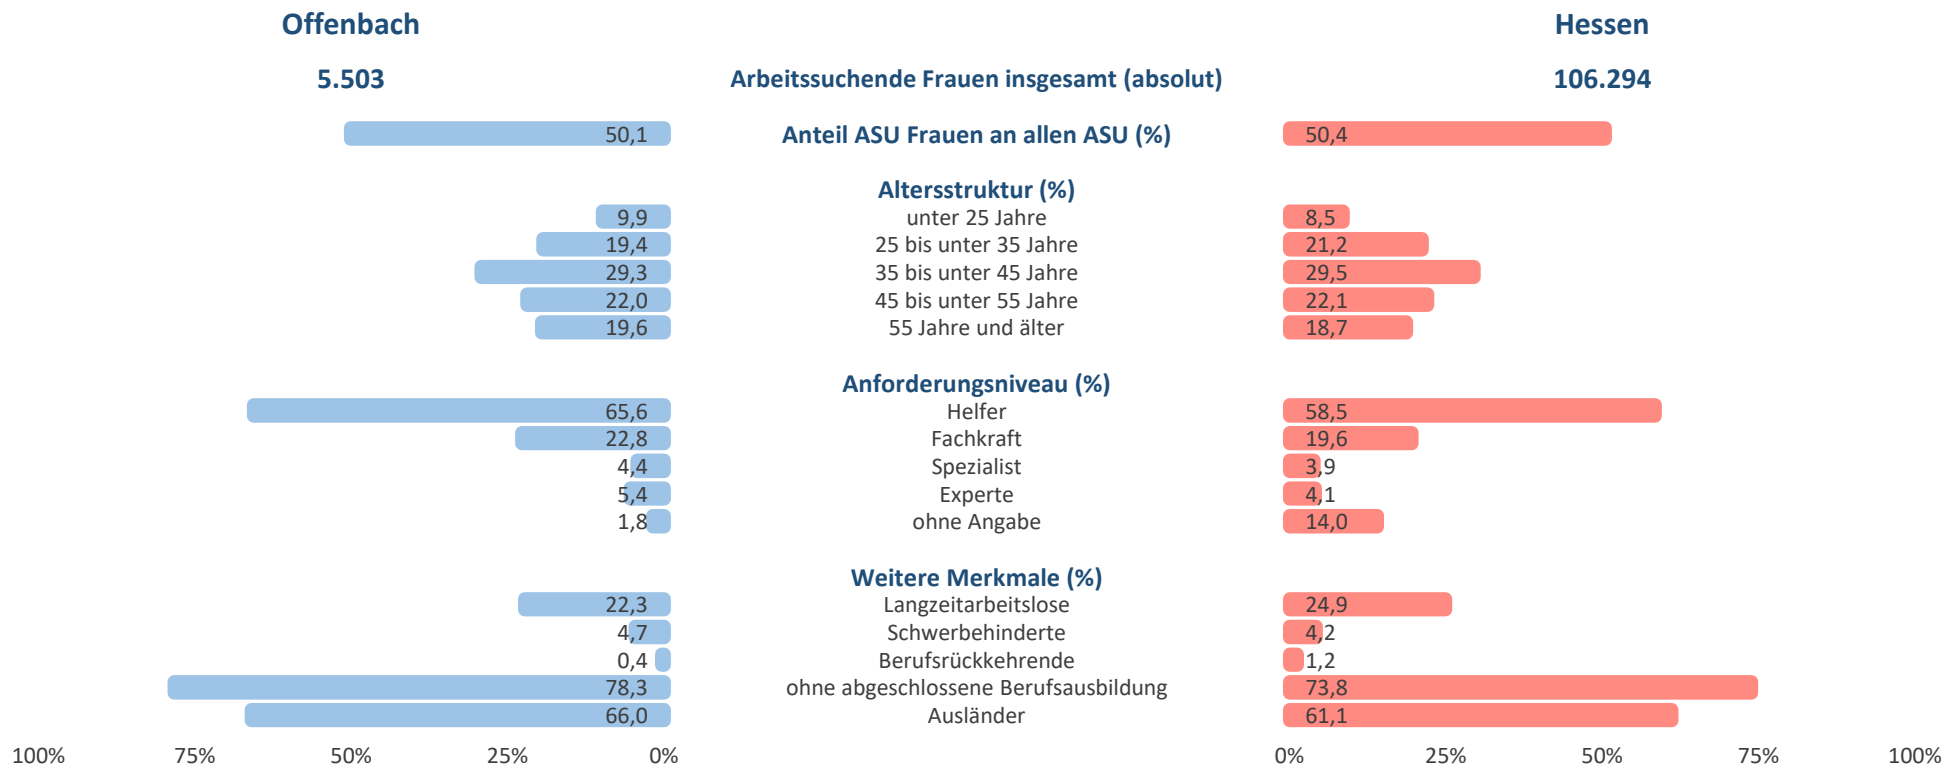 Offenbach Hessen
5.503 Arbeitssuchende Frauen insgesamt (absolut) 106.294
50,1 Anteil ASU Frauen an allen ASU (%) 50,4
Altersstruktur (%)
9,9 unter 25 Jahre 8,5
19,4 25 bis unter 35 Jahre 21,2
29,3 35 bis unter 45 Jahre 29,5
22,0 45 bis unter 55 Jahre 22,1
19,6 55 Jahre und älter 18,7
Anforderungsniveau (%)
65,6 Helfer 58,5
22,8 Fachkraft 19,6
4,4 Spezialist 3,9
5,4 Experte 4,1
1,8 ohne Angabe 14,0
Weitere Merkmale (%)
22,3 Langzeitarbeitslose 24,9
4,7 Schwerbehinderte 4,2
0,4 Berufsrückkehrende 1,2
78,3 ohne abgeschlossene Berufsausbildung 73,8
66,0 Ausländer 61,1
100% 75% 50% 25% 0% 0% 25% 50% 75% 100%